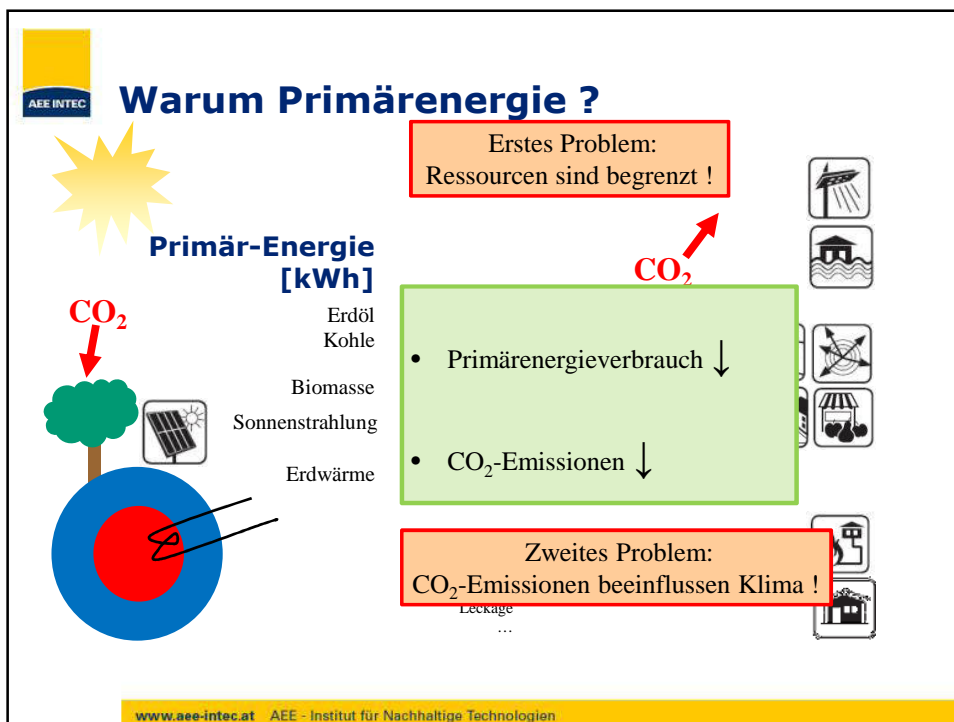 AEE INTEC
Warum Primärenergie ?
Erstes Problem:
Ressourcen sind begrenzt !
Primär-Energie
[kWh]
CO₂
CO₂
Erdöl
Kohle
Biomasse
Sonnenstrahlung
Erdwärme
• Primärenergieverbrauch ↓
• CO₂-Emissionen ↓
Zweites Problem:
CO₂-Emissionen beeinflussen Klima !
Leckage
...
www.aee-intec.at AEE - Institut für Nachhaltige Technologien